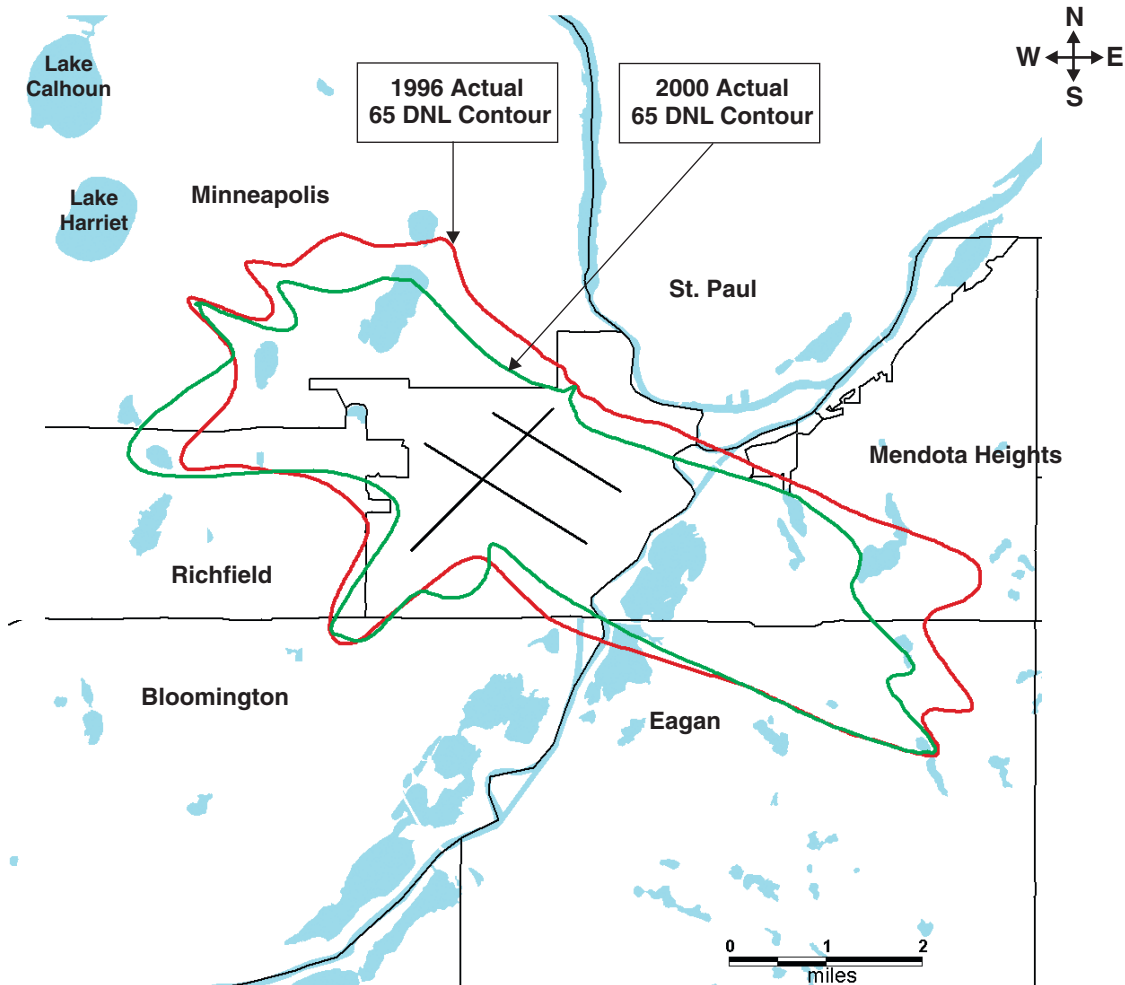 N
W E
S
Lake
Calhoun
1996 Actual
65 DNL Contour
2000 Actual
65 DNL Contour
Minneapolis
Lake
Harriet
St. Paul
Mendota Heights
Richfield
Bloomington
Eagan
0 1 2
miles